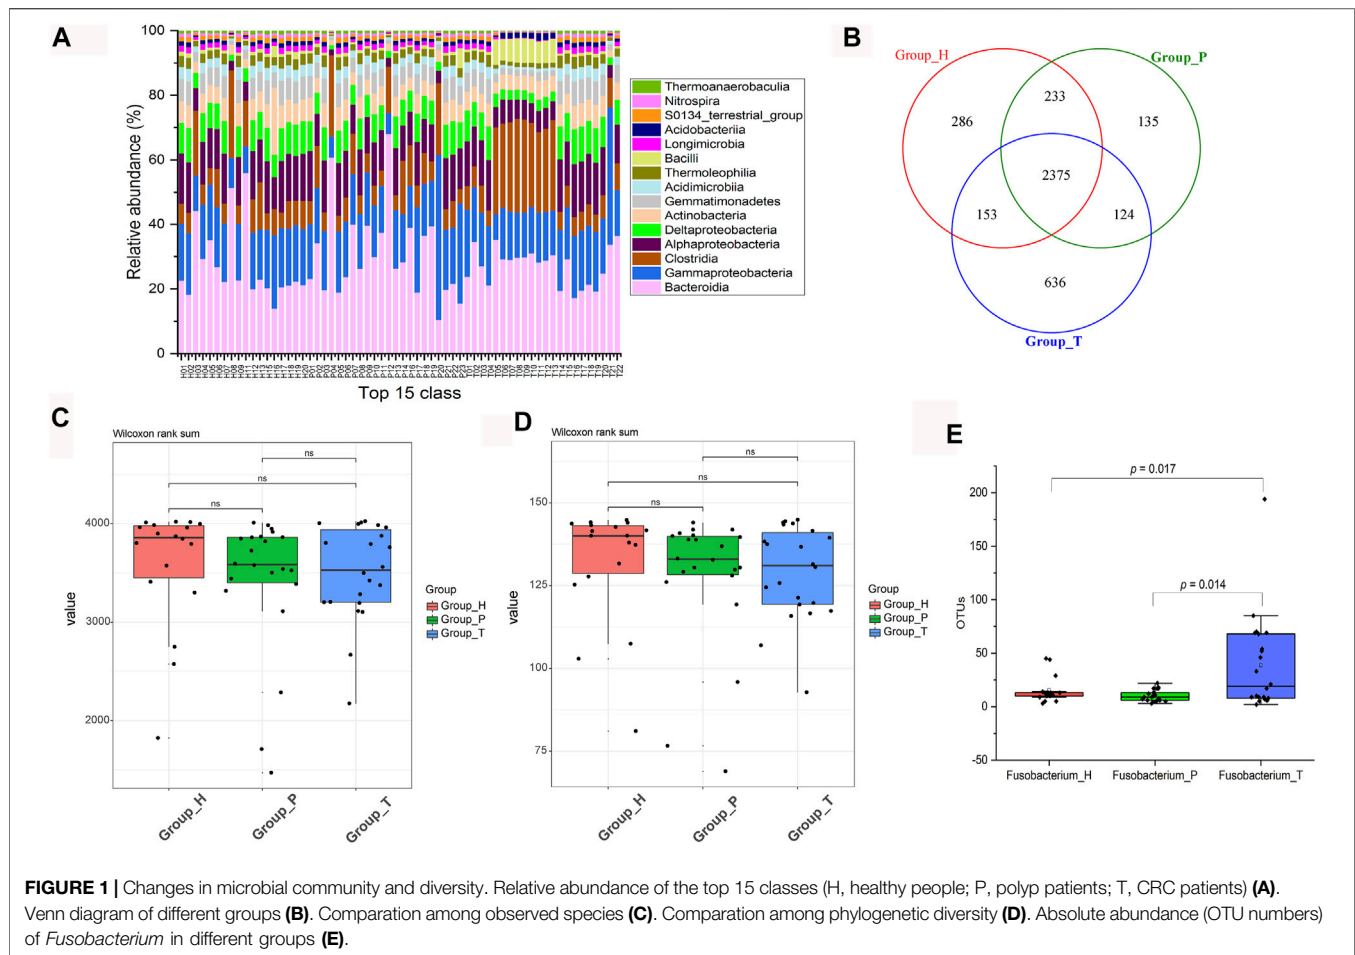 A
100
80
60
40
20
0
Relative abundance (%)
Thermoanaerobaculia
Nitrospira
S0134_terrestrial_group
Acidobacteriia
Longimicrobia
Bacilli
Thermoleophilia
Acidimicrobiia
Gemmatimonadetes
Actinobacteria
Deltaproteobacteria
Alphaproteobacteria
Clostridia
Gammaproteobacteria
Bacteroidia
Top 15 class
B
Group_H
Group_P
233
286
135
2375
153
124
636
Group_T
C
Wilcoxon rank sum
ns
ns
ns
4000
3000
2000
value
Group_H
Group_P
Group_T
Group
Group_H
Group_P
Group_T
D
Wilcoxon rank sum
ns
ns
ns
150
125
100
75
value
Group_H
Group_P
Group_T
Group
Group_H
Group_P
Group_T
E
p = 0.017
p = 0.014
200
150
100
50
0
-50
OTUs
Fusobacterium_H
Fusobacterium_P
Fusobacterium_T
FIGURE 1 | Changes in microbial community and diversity. Relative abundance of the top 15 classes (H, healthy people; P, polyp patients; T, CRC patients) (A).
Venn diagram of different groups (B). Comparation among observed species (C). Comparation among phylogenetic diversity (D). Absolute abundance (OTU numbers)
of Fusobacterium in different groups (E).